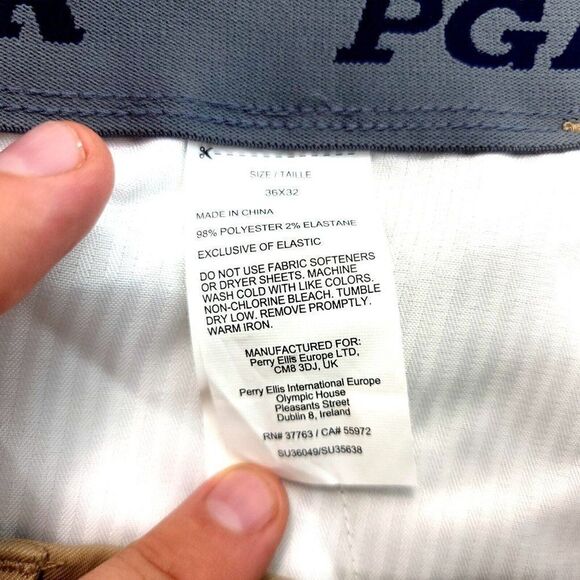 PGA
SIZE / TAILLE
36X32
MADE IN CHINA
98% POLYESTER 2% ELASTANE
EXCLUSIVE OF ELASTIC
DO NOT USE FABRIC SOFTENERS
OR DRYER SHEETS. MACHINE
WASH COLD WITH LIKE COLORS.
NON-CHLORINE BLEACH. TUMBLE
DRY LOW. REMOVE PROMPTLY.
WARM IRON.
MANUFACTURED FOR:
Perry Ellis Europe LTD,
CM8 3DJ, UK
Perry Ellis International Europe
Olympic House
Pleasants Street
Dublin 8, Ireland
RN# 37763 / CA# 55972
SU36049/SU35638